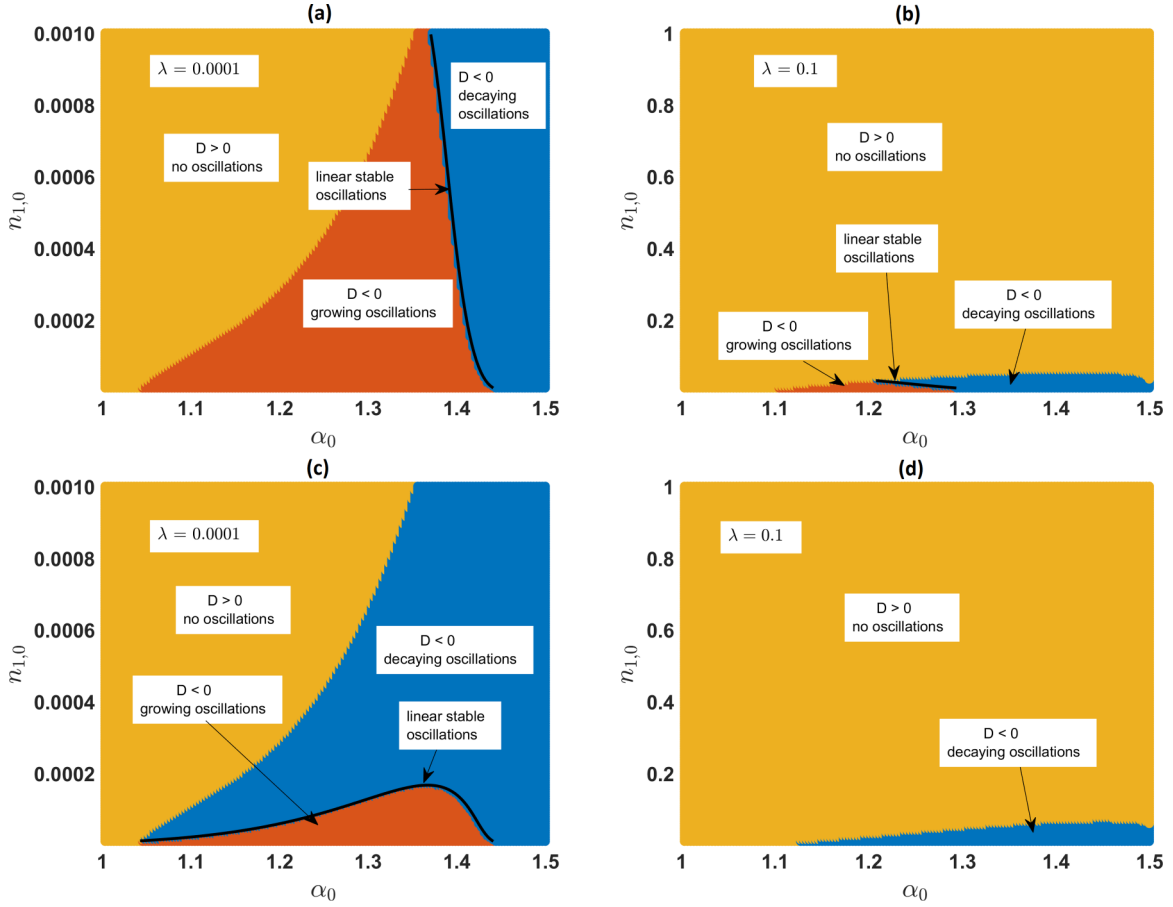 (a)
0.0010
0.0008
0.0006
0.0004
0.0002
n1,0
λ = 0.0001
D > 0
no oscillations
linear stable
oscillations
D < 0
decaying
oscillations
D < 0
growing oscillations
1 1.1 1.2 1.3 1.4 1.5
α0
(b)
1
0.8
0.6
0.4
0.2
n1,0
λ = 0.1
D > 0
no oscillations
linear stable
oscillations
D < 0
decaying oscillations
D < 0
growing oscillations
1 1.1 1.2 1.3 1.4 1.5
α0
(c)
0.0010
0.0008
0.0006
0.0004
0.0002
n1,0
λ = 0.0001
D > 0
no oscillations
D < 0
decaying oscillations
D < 0
growing oscillations
linear stable
oscillations
1 1.1 1.2 1.3 1.4 1.5
α0
(d)
1
0.8
0.6
0.4
0.2
n1,0
λ = 0.1
D > 0
no oscillations
D < 0
decaying oscillations
1 1.1 1.2 1.3 1.4 1.5
α0